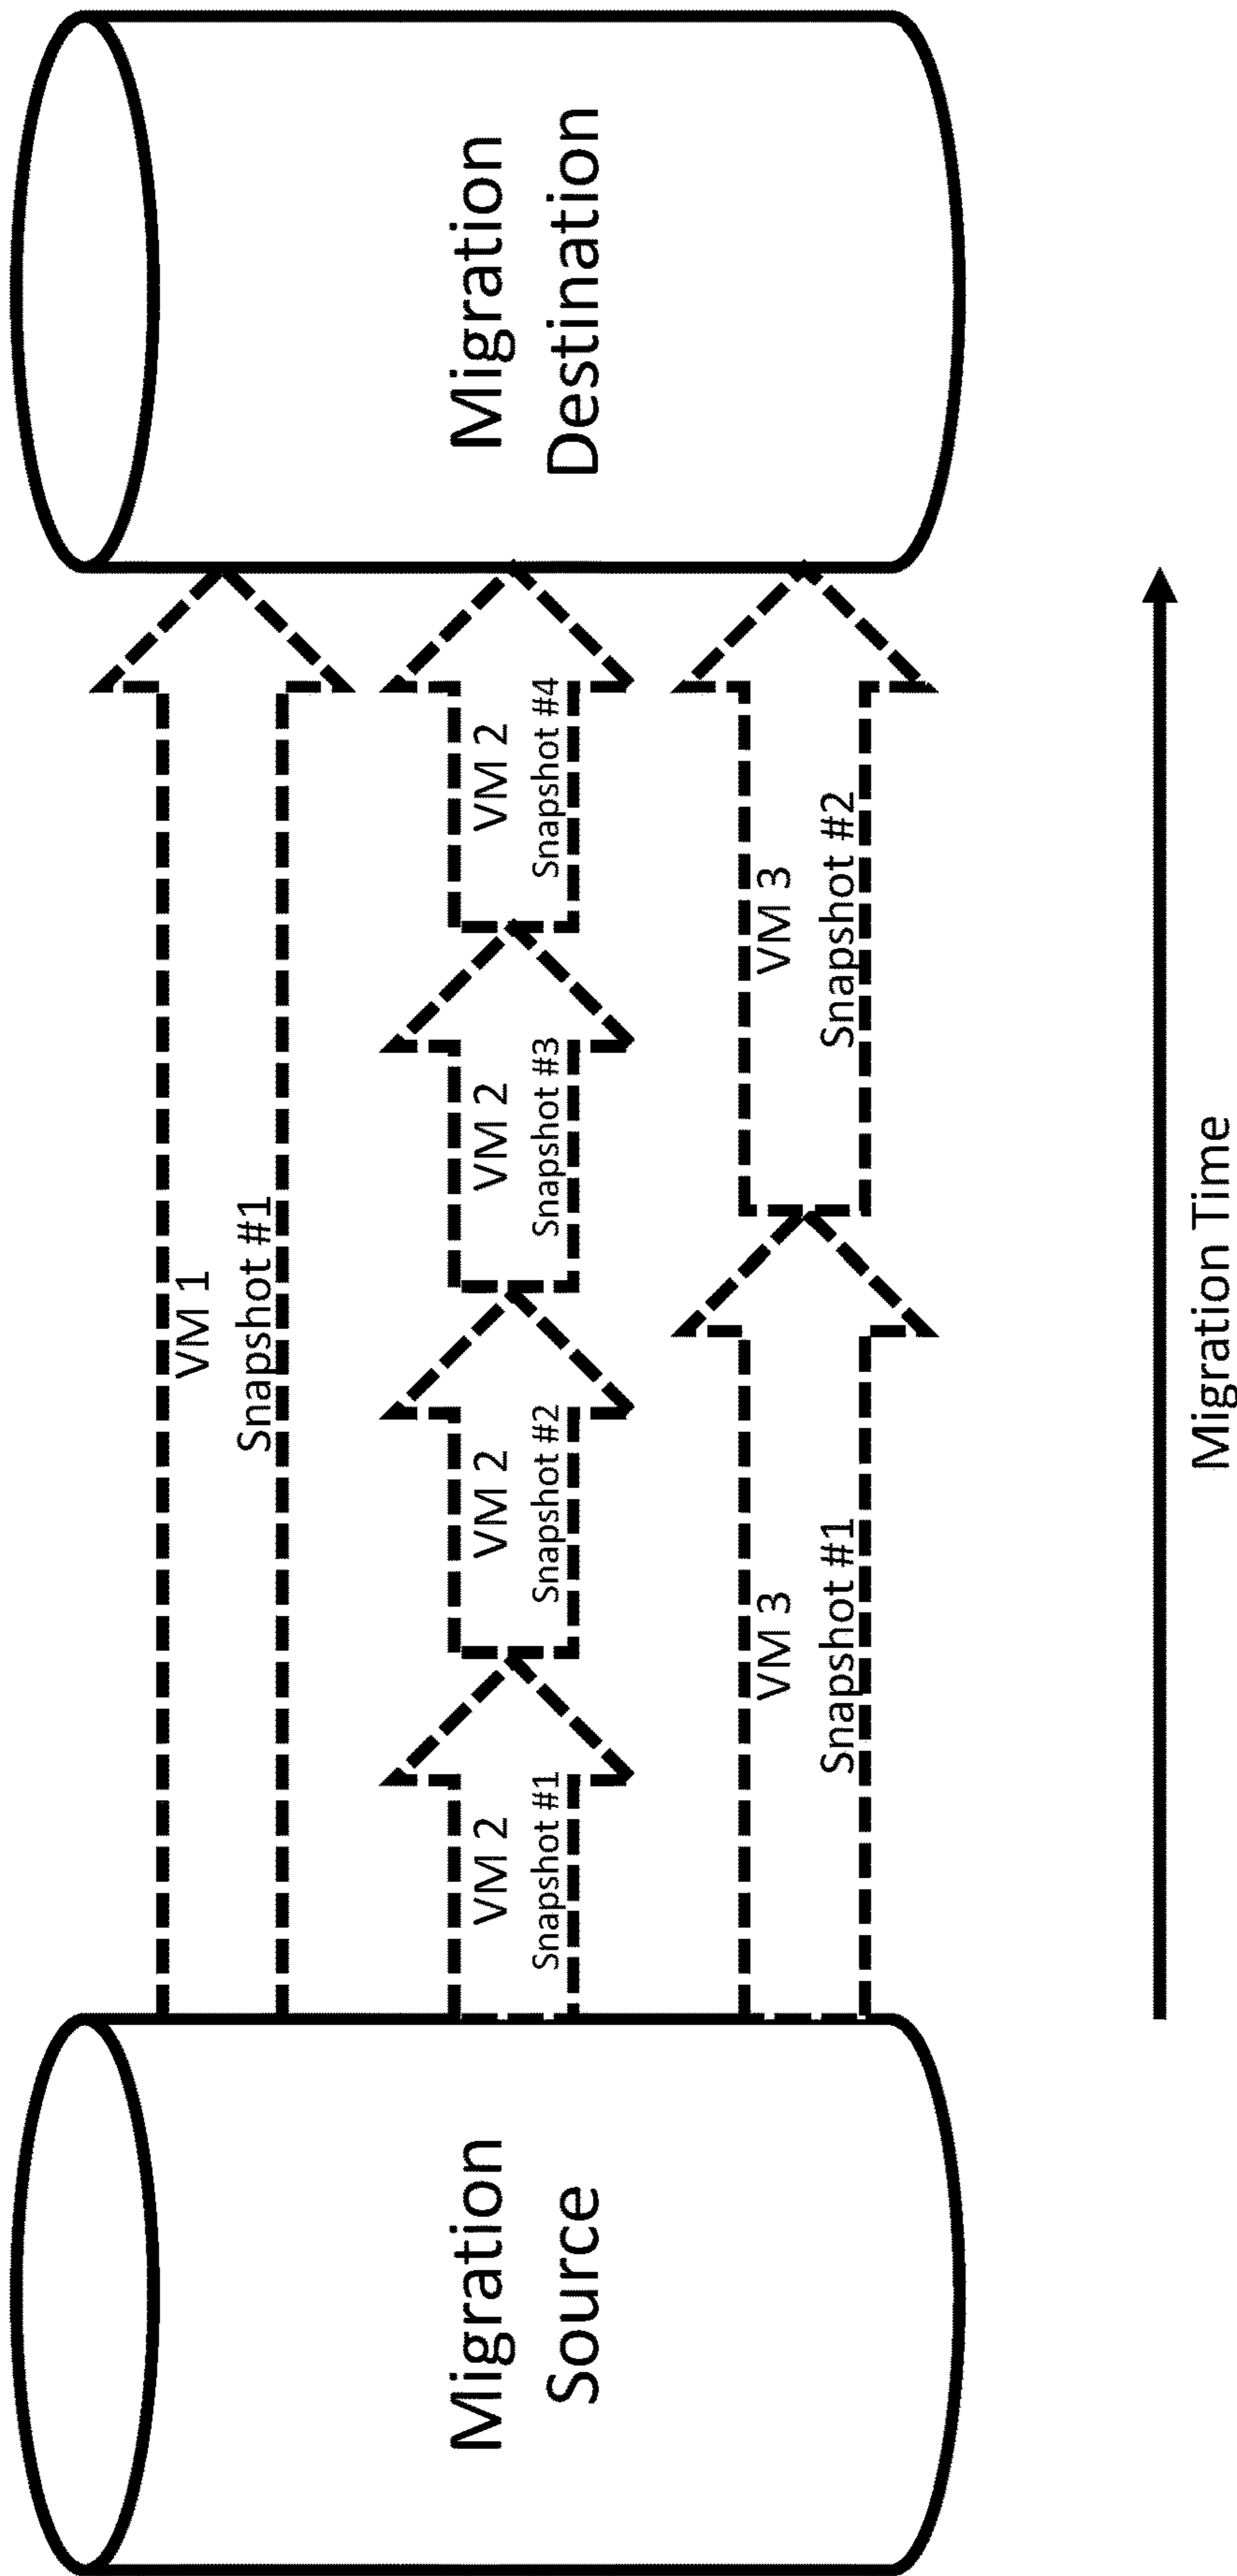 Migration
Source
VM 1
Snapshot #1
VM 2
Snapshot #1
VM 2
Snapshot #2
VM 2
Snapshot #3
VM 2
Snapshot #4
VM 3
Snapshot #1
VM 3
Snapshot #2
Migration
Destination
Migration Time